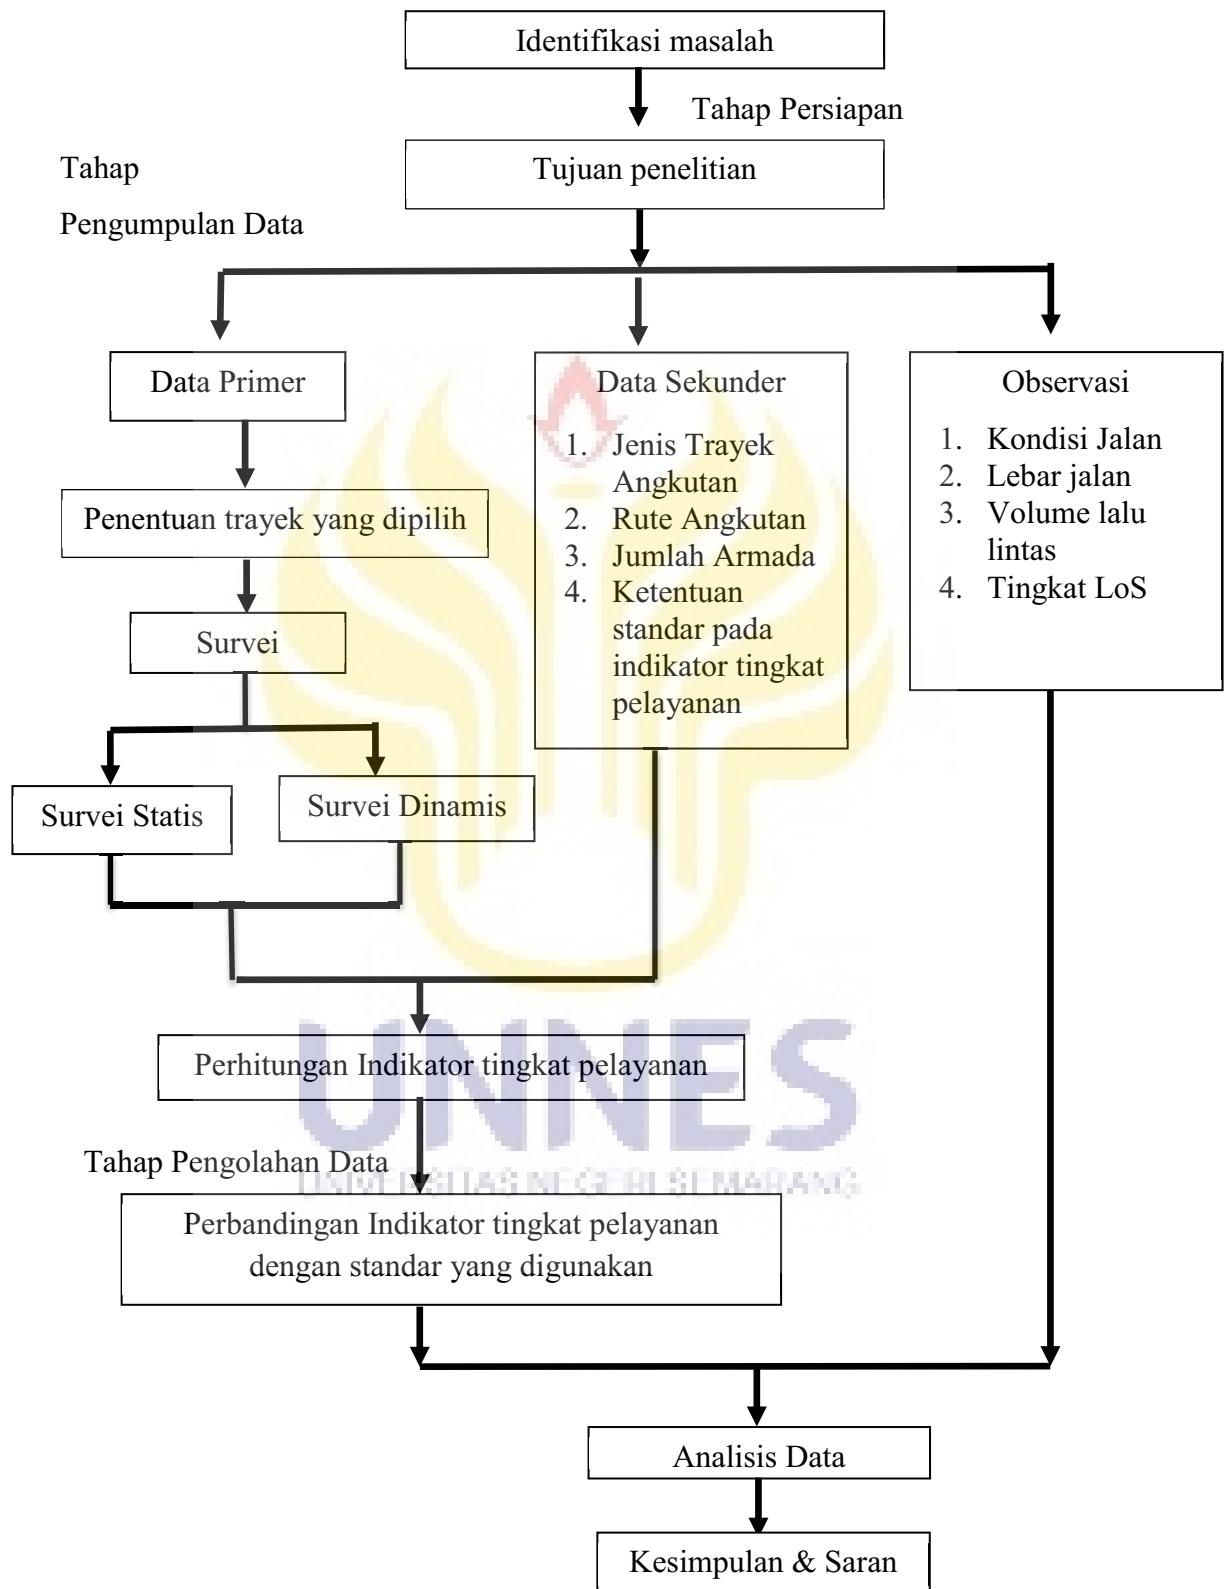 Identifikasi masalah
Tahap Persiapan
Tahap
Pengumpulan Data
Tujuan penelitian
Data Primer
Penentuan trayek yang dipilih
Survei
Survei Statis
Survei Dinamis
Data Sekunder
1. Jenis Trayek
Angkutan
2. Rute Angkutan
3. Jumlah Armada
4. Ketentuan
standar pada
indikator tingkat
pelayanan
Observasi
1. Kondisi Jalan
2. Lebar jalan
3. Volume lalu
lintas
4. Tingkat LoS
Perhitungan Indikator tingkat pelayanan
UNNES
Tahap Pengolahan Data
UNIVERSITAS NEGERI SEMARANG
Perbandingan Indikator tingkat pelayanan
dengan standar yang digunakan
Analisis Data
Kesimpulan & Saran